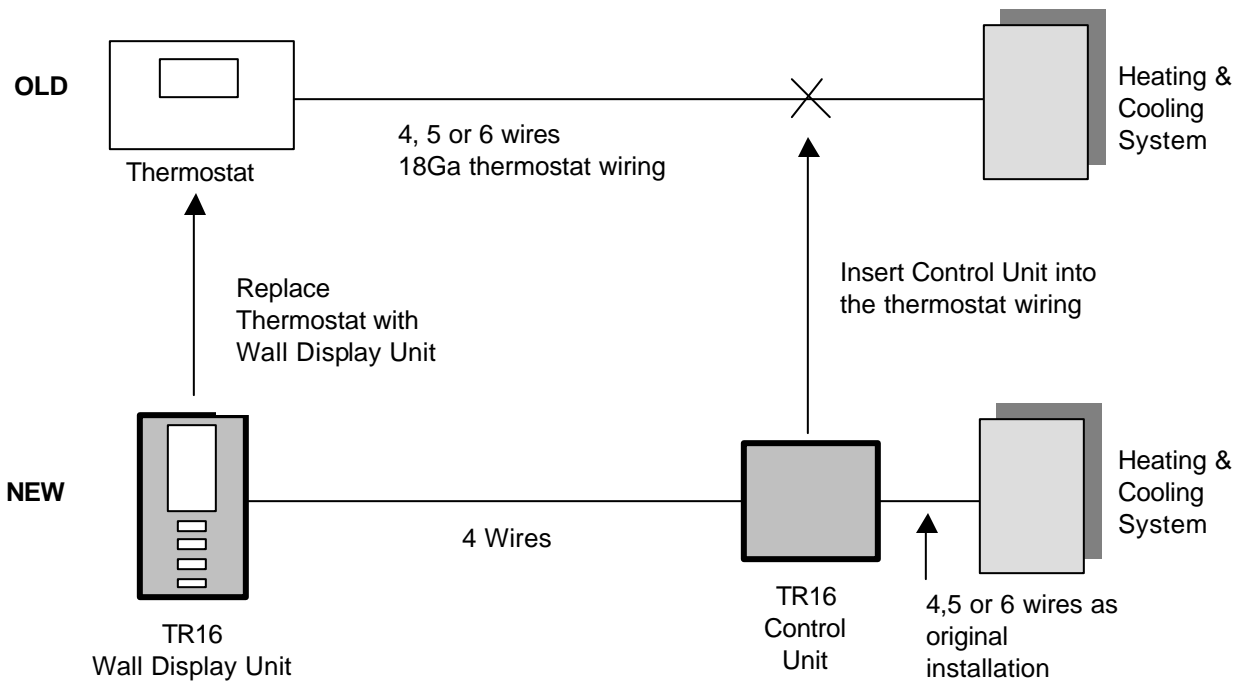 OLD
Thermostat
4, 5 or 6 wires
18Ga thermostat wiring
Heating &
Cooling
System
Replace
Thermostat with
Wall Display Unit
Insert Control Unit into
the thermostat wiring
NEW
TR16
Wall Display Unit
4 Wires
TR16
Control
Unit
4,5 or 6 wires as
original
installation
Heating &
Cooling
System